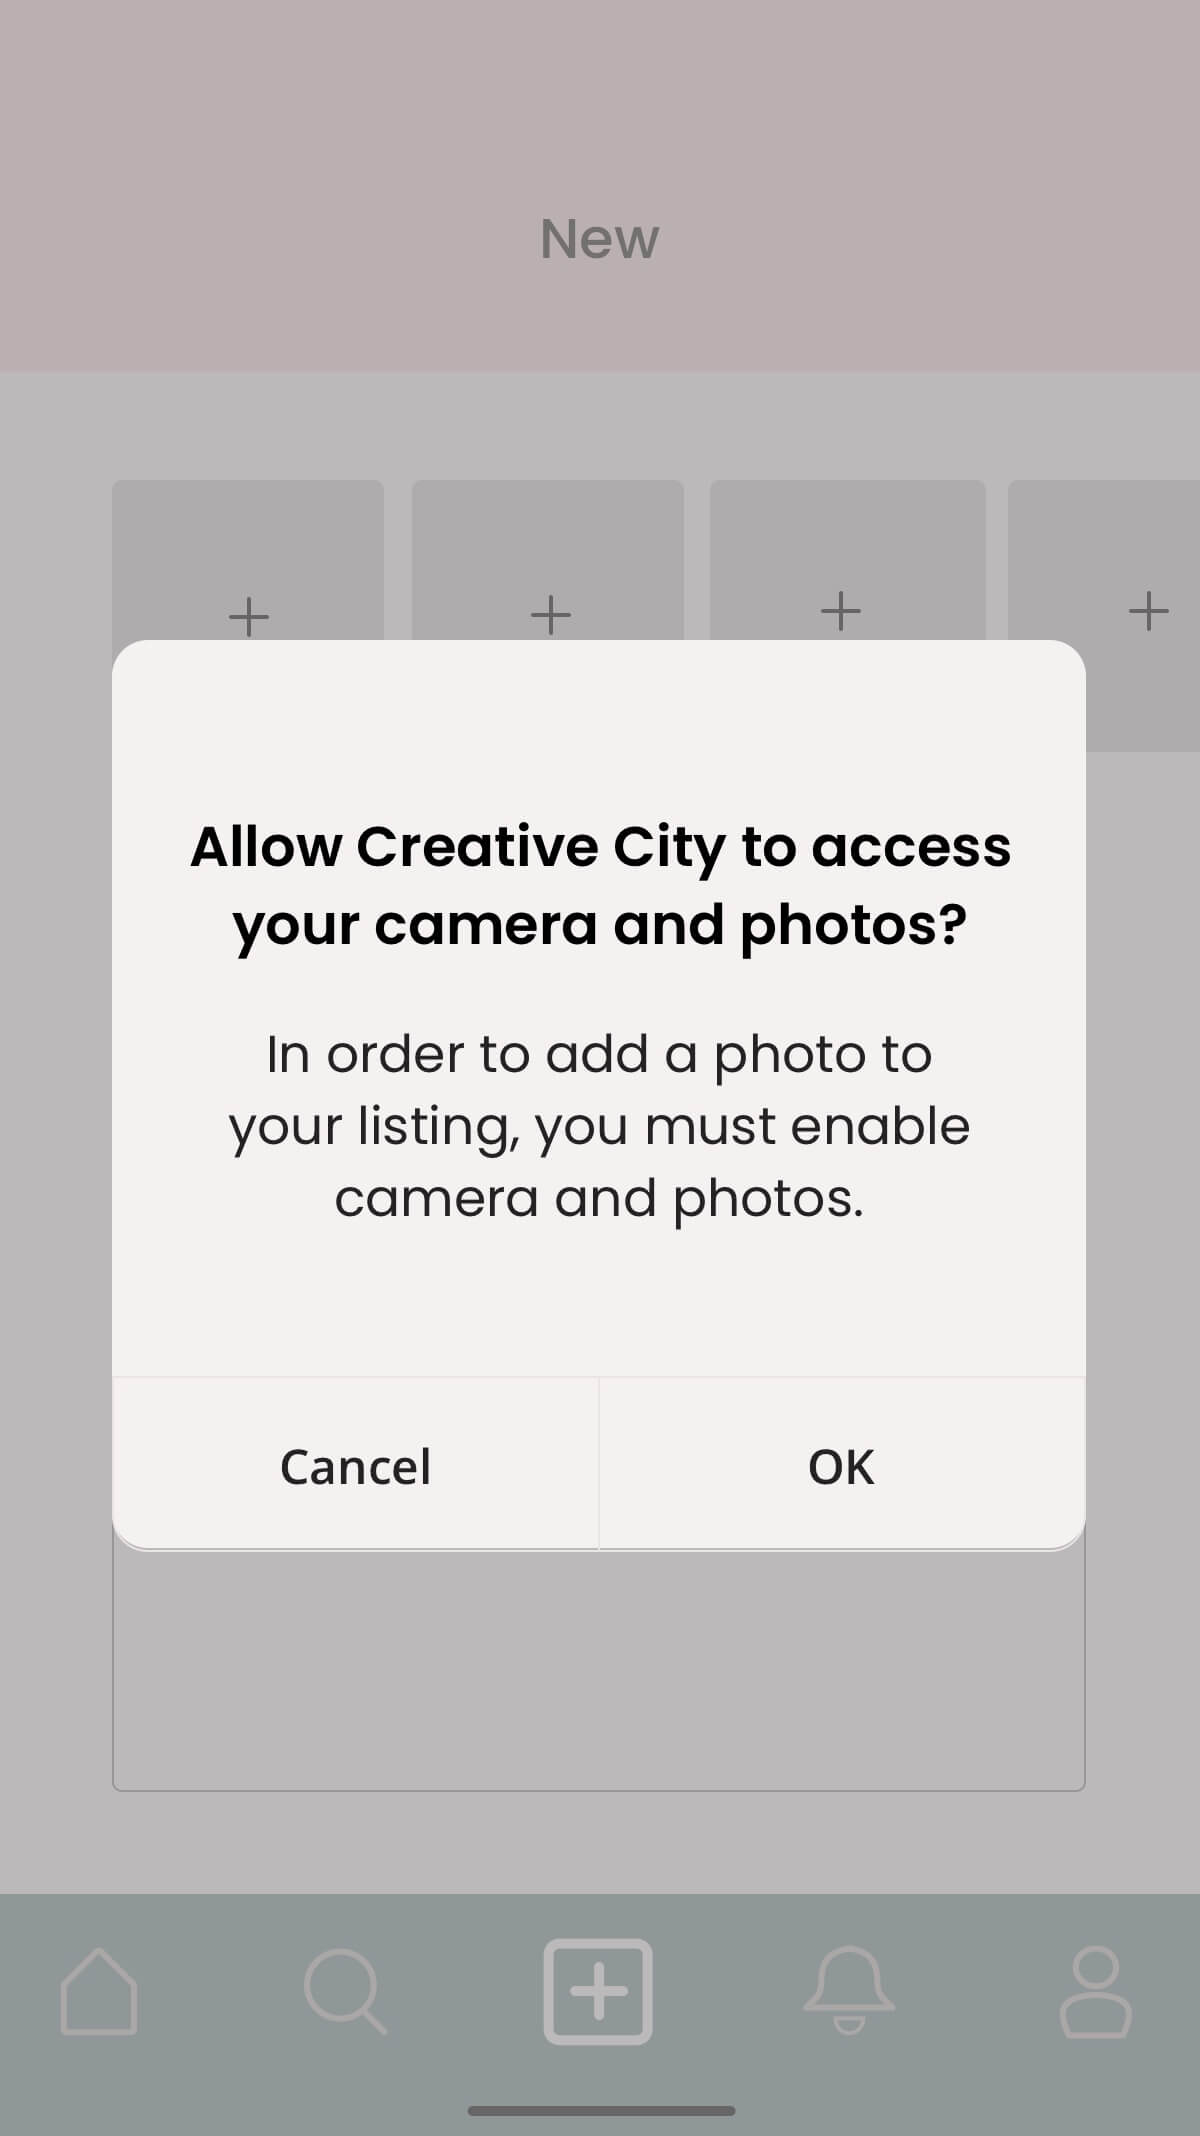 New
Allow Creative City to access
your camera and photos?
In order to add a photo to
your listing, you must enable
camera and photos.
Cancel
OK